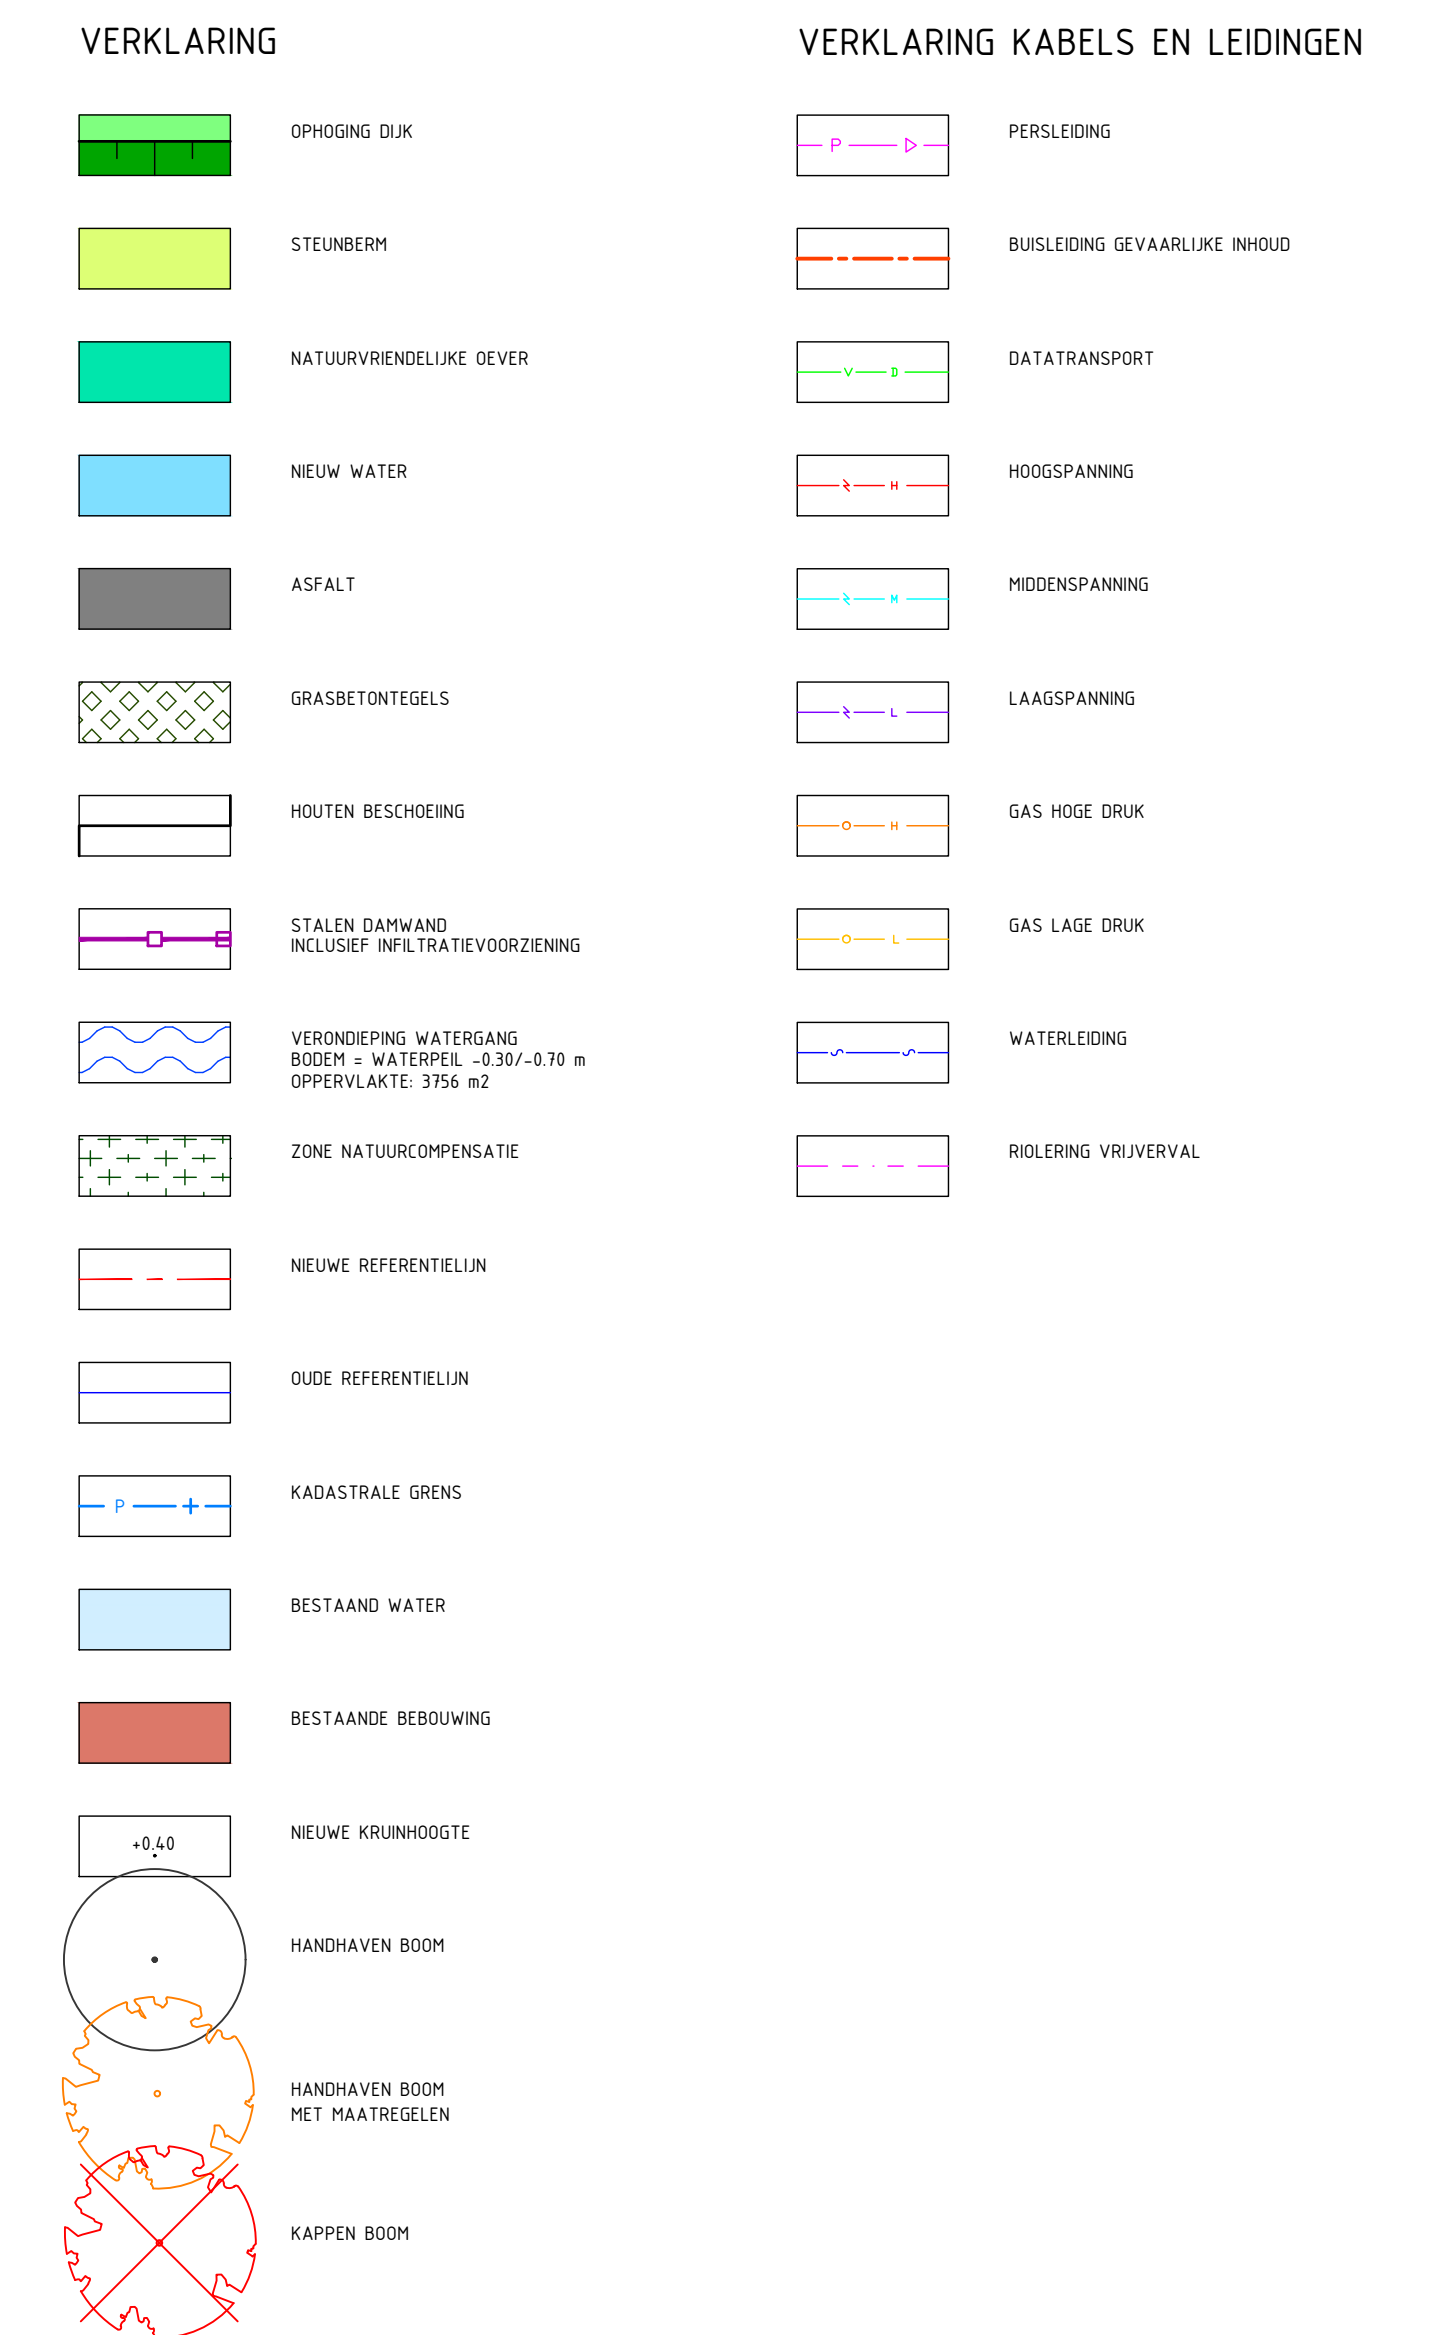 VERKLARING
OPHOGING DIJK
STEUNBERM
NATUURVRIENDELIJKE OEVER
NIEUW WATER
ASFALT
GRASBETONTEGELS
HOUTEN BESCHOEIING
STALEN DAMWAND
INCLUSIEF INFILTRATIEVOORZIENING
VERONDIEPING WATERGANG
BODEM = WATERPEIL -0.30/-0.70 m
OPPERVLAKTE: 3756 m2
ZONE NATUURCOMPENSATIE
NIEUWE REFERENTIELIJN
OUDE REFERENTIELIJN
P
KADASTRALE GRENS
BESTAAND WATER
BESTAANDE BEBOUWING
+0.40
NIEUWE KRUINHOOGTE
HANDHAVEN BOOM
HANDHAVEN BOOM
MET MAATREGELEN
KAPPEN BOOM
VERKLARING KABELS EN LEIDINGEN
P
PERSLEIDING
BUISLEIDING GEVAARLIJKE INHOUD
V D
DATATRANSPORT
H
HOOGSPANNING
M
MIDDENSPANNING
L
LAAGSPANNING
H
GAS HOGE DRUK
L
GAS LAGE DRUK
WATERLEIDING
RIOLERING VRIJVERVAL